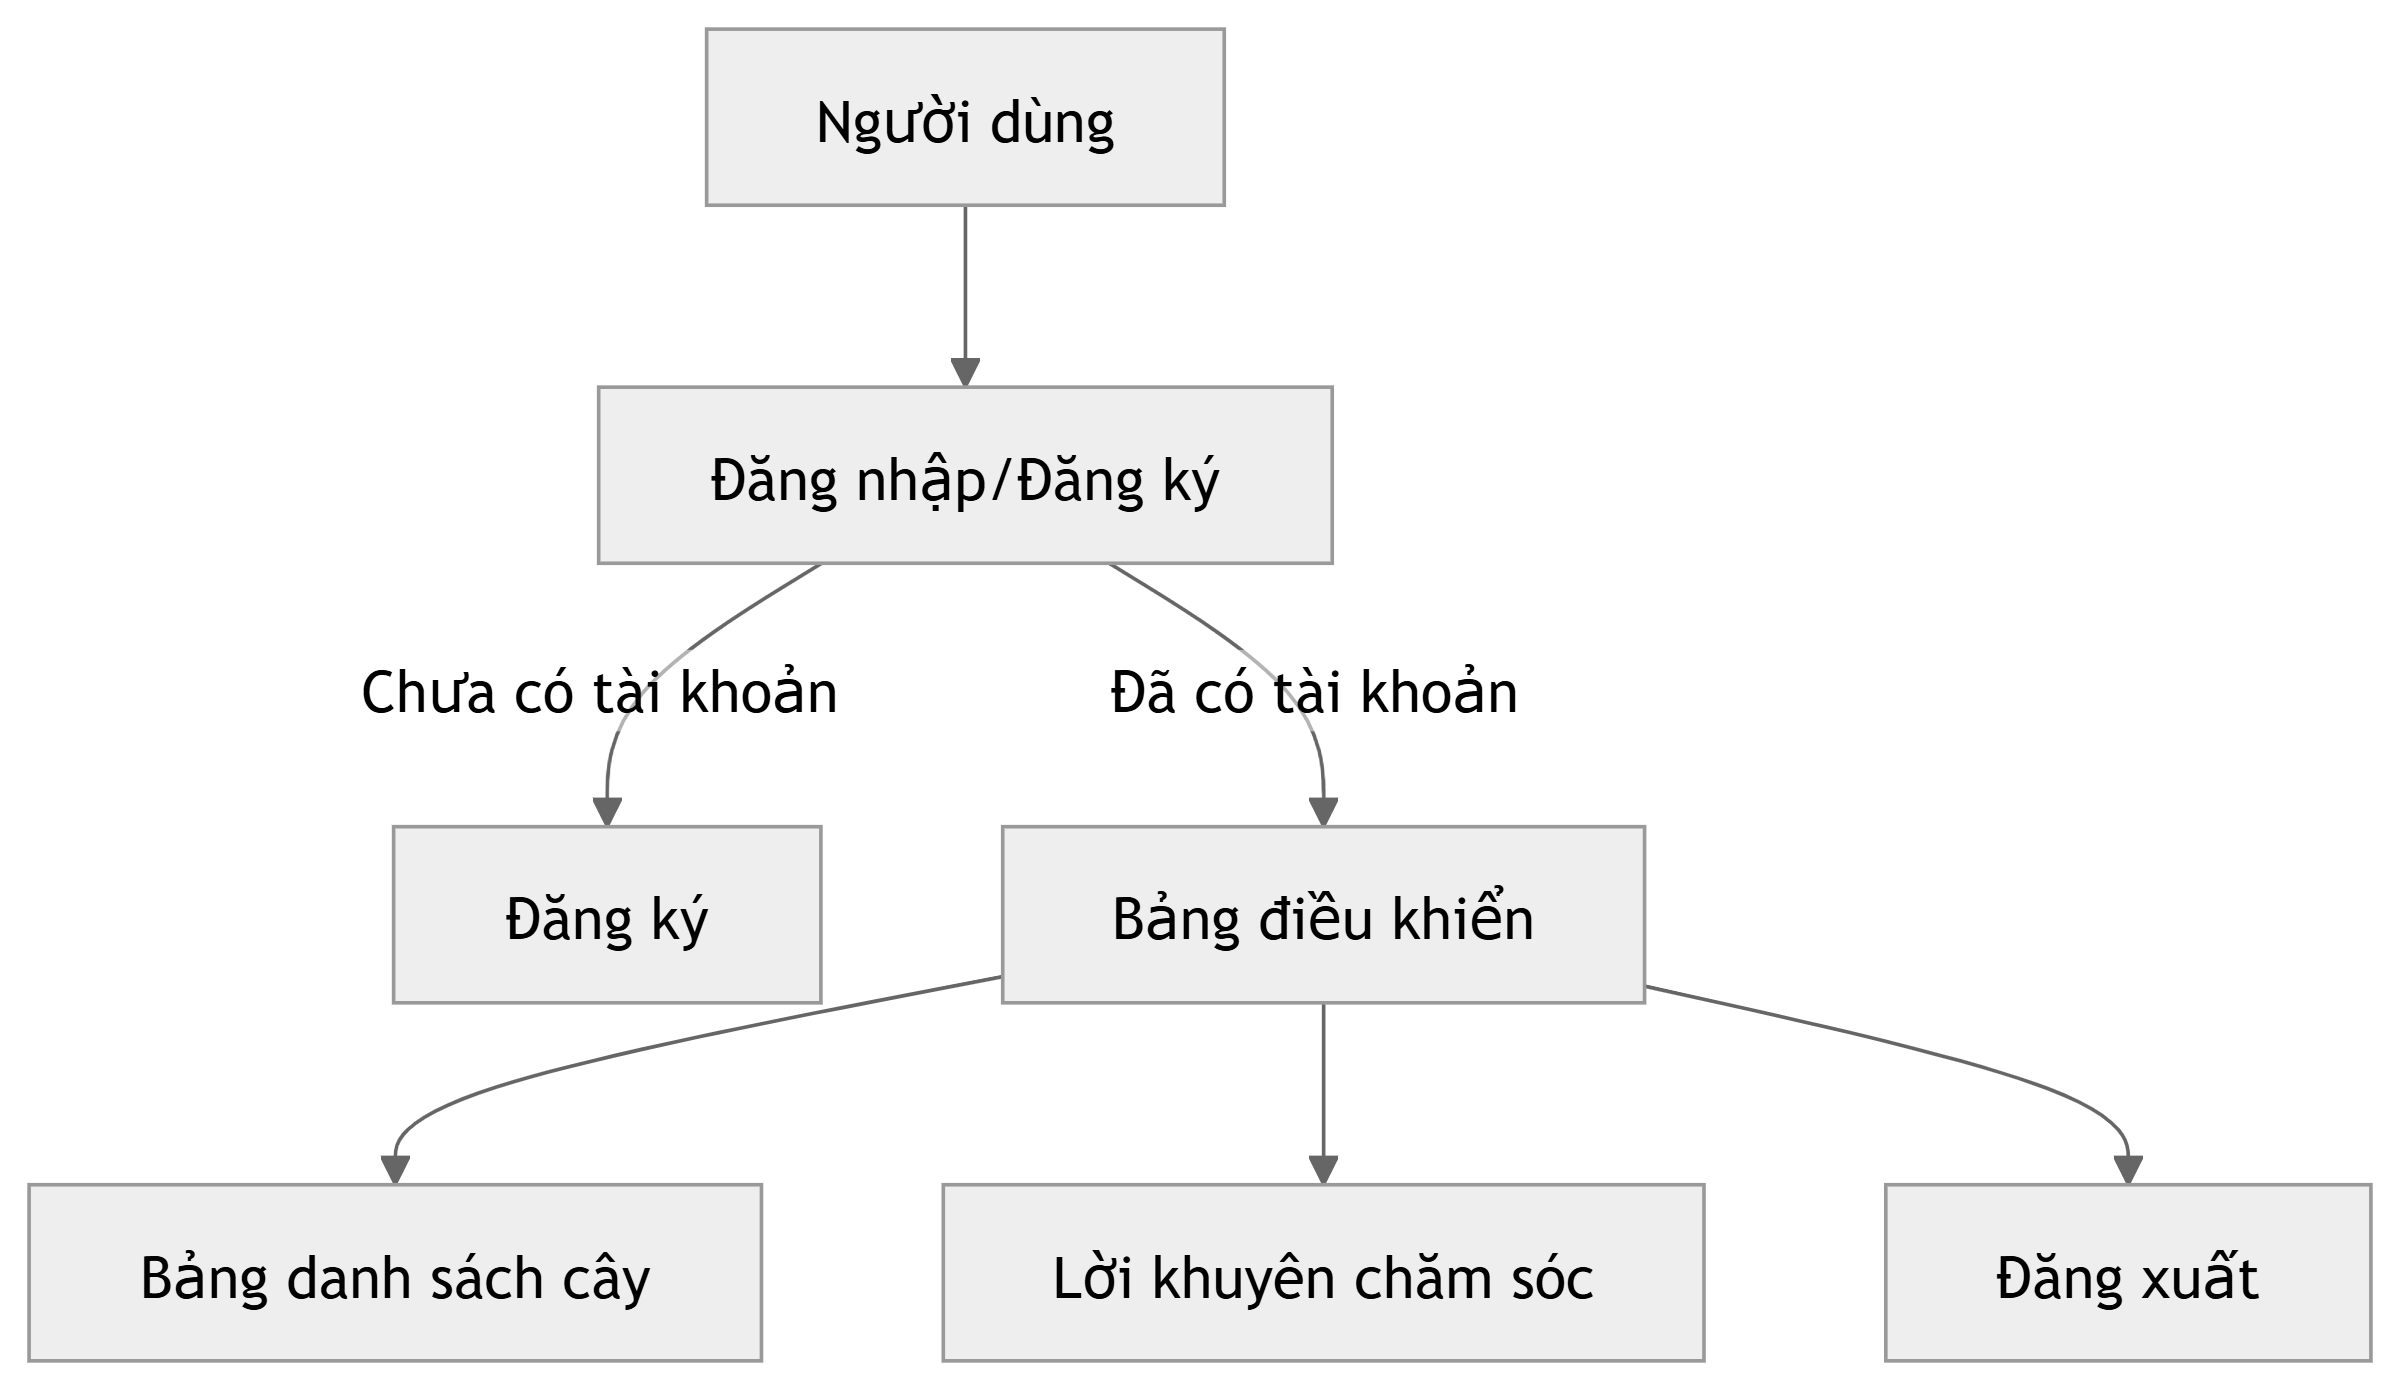 Người dùng
Đăng nhập/Đăng ký
Chưa có tài khoản
Đã có tài khoản
Đăng ký
Bảng điều khiển
Bảng danh sách cây
Lời khuyên chăm sóc
Đăng xuất